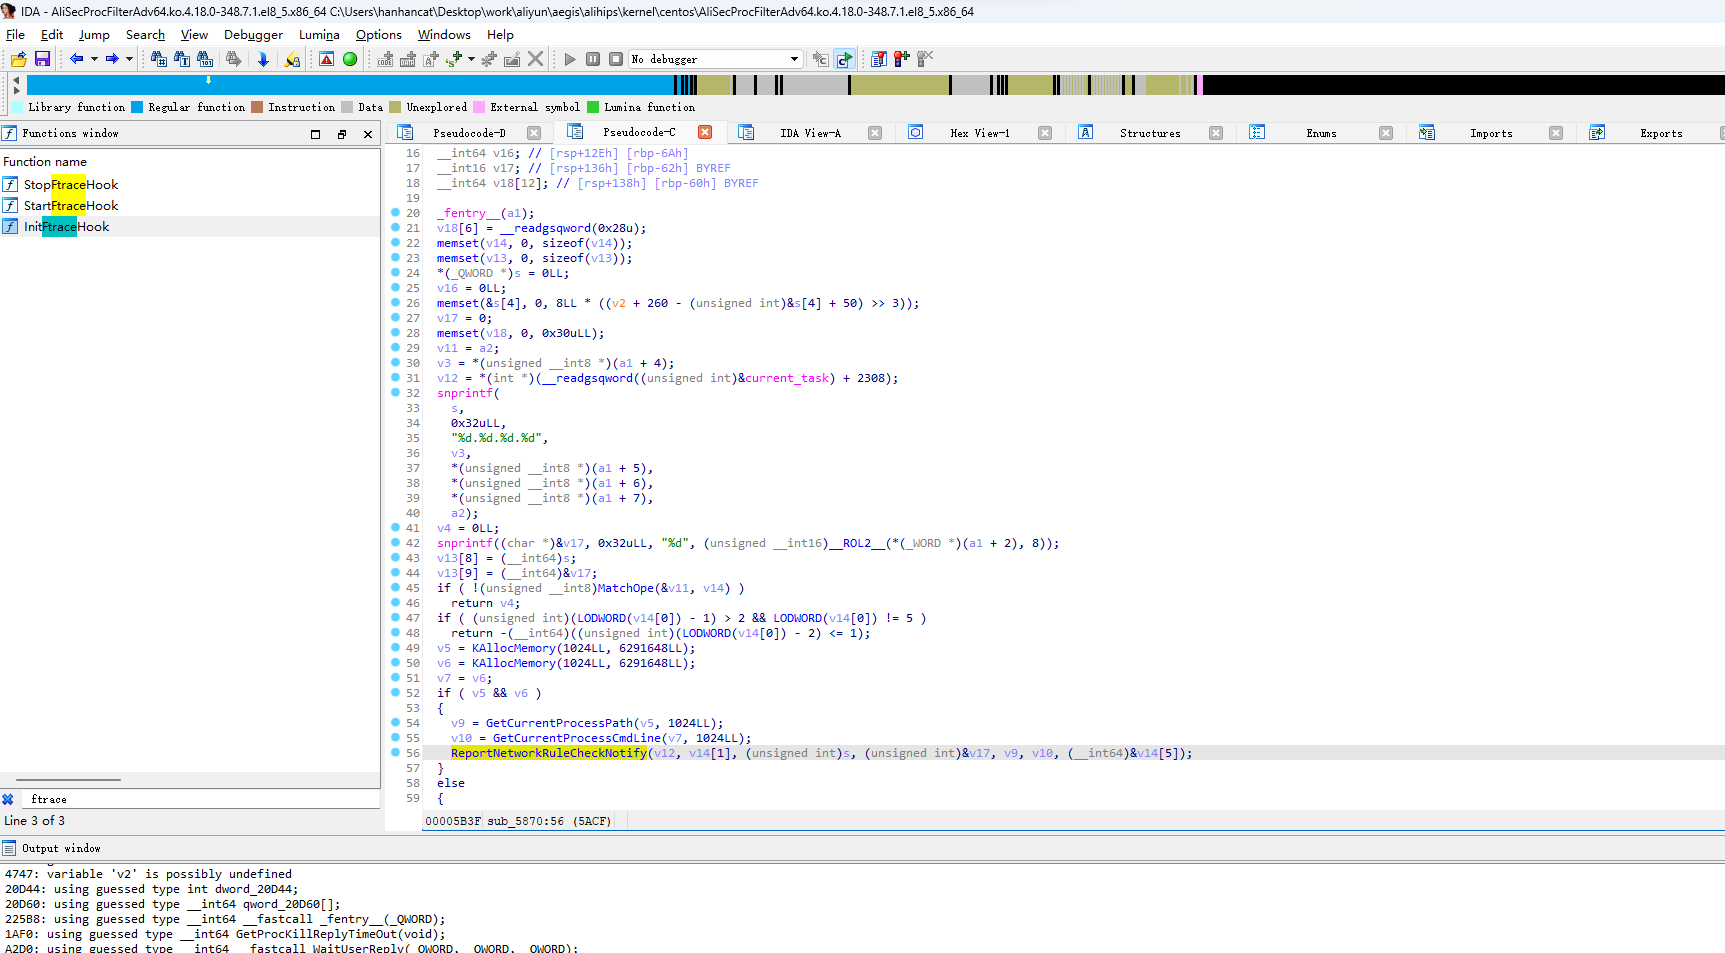 IDA - AliSecProcFilterAdv64.ko.4.18.0-348.7.1.el8_5.x86_64 C:\Users\hanhancat\Desktop\work\aliyun\aegis\alihips\kernel\centos\AliSecProcFilterAdv64.ko.4.18.0-348.7.1.el8_5.x86_64
File Edit Jump Search View Debugger Lumina Options Windows Help
No debugger
Library function Regular function Instruction Data Unexplored External symbol Lumina function
Functions window
Pseudocode-D Pseudocode-C IDA View-A Hex View-1 Structures Enums Imports Exports
Function name
StopFtraceHook
StartFtraceHook
InitFtraceHook
16 __int64 v16; // [rsp+12Eh] [rbp-6Ah]
17 __int16 v17; // [rsp+136h] [rbp-62h] BYREF
18 __int64 v18[12]; // [rsp+138h] [rbp-60h] BYREF
19
20 _fentry__(a1);
21 v18[6] = __readgsqword(0x28u);
22 memset(v14, 0, sizeof(v14));
23 memset(v13, 0, sizeof(v13));
24 *(_QWORD *)s = 0LL;
25 v16 = 0LL;
26 memset(&s[4], 0, 8LL * ((v2 + 260 - (unsigned int)&s[4] + 50) >> 3));
27 v17 = 0;
28 memset(v18, 0, 0x30uLL);
29 v11 = a2;
30 v3 = *(unsigned __int8 *)(a1 + 4);
31 v12 = *(int *)(__readgsqword((unsigned int)&current_task) + 2308);
32 snprintf(
33 s,
34 0x32uLL,
35 "%d.%d.%d.%d",
36 v3,
37 *(unsigned __int8 *)(a1 + 5),
38 *(unsigned __int8 *)(a1 + 6),
39 *(unsigned __int8 *)(a1 + 7),
40 a2);
41 v4 = 0LL;
42 snprintf((char *)&v17, 0x32uLL, "%d", (unsigned __int16)__ROL2__(*(_WORD *)(a1 + 2), 8));
43 v13[8] = (__int64)s;
44 v13[9] = (__int64)&v17;
45 if ( !(unsigned __int8)MatchOpe(&v11, v14) )
46 return v4;
47 if ( (unsigned int)(LODWORD(v14[0]) - 1) > 2 && LODWORD(v14[0]) != 5 )
48 return -(__int64)((unsigned int)(LODWORD(v14[0]) - 2) <= 1);
49 v5 = KAllocMemory(1024LL, 6291648LL);
50 v6 = KAllocMemory(1024LL, 6291648LL);
51 v7 = v6;
52 if ( v5 && v6 )
53 {
54 v9 = GetCurrentProcessPath(v5, 1024LL);
55 v10 = GetCurrentProcessCmdLine(v7, 1024LL);
56 ReportNetworkRuleCheckNotify(v12, v14[1], (unsigned int)s, (unsigned int)&v17, v9, v10, (__int64)&v14[5]);
57 }
58 else
59 {
ftrace
Line 3 of 3
00005B3F sub_5870:56 (5ACF)
Output window
4747: variable 'v2' is possibly undefined
20D44: using guessed type int dword_20D44;
20D60: using guessed type __int64 qword_20D60[];
225B8: using guessed type __int64 __fastcall _fentry__(_QWORD);
1AF0: using guessed type __int64 GetProcKillReplyTimeOut(void);
A2D0: using guessed type __int64 __fastcall WaitUserReply(_QWORD, _QWORD, _QWORD);